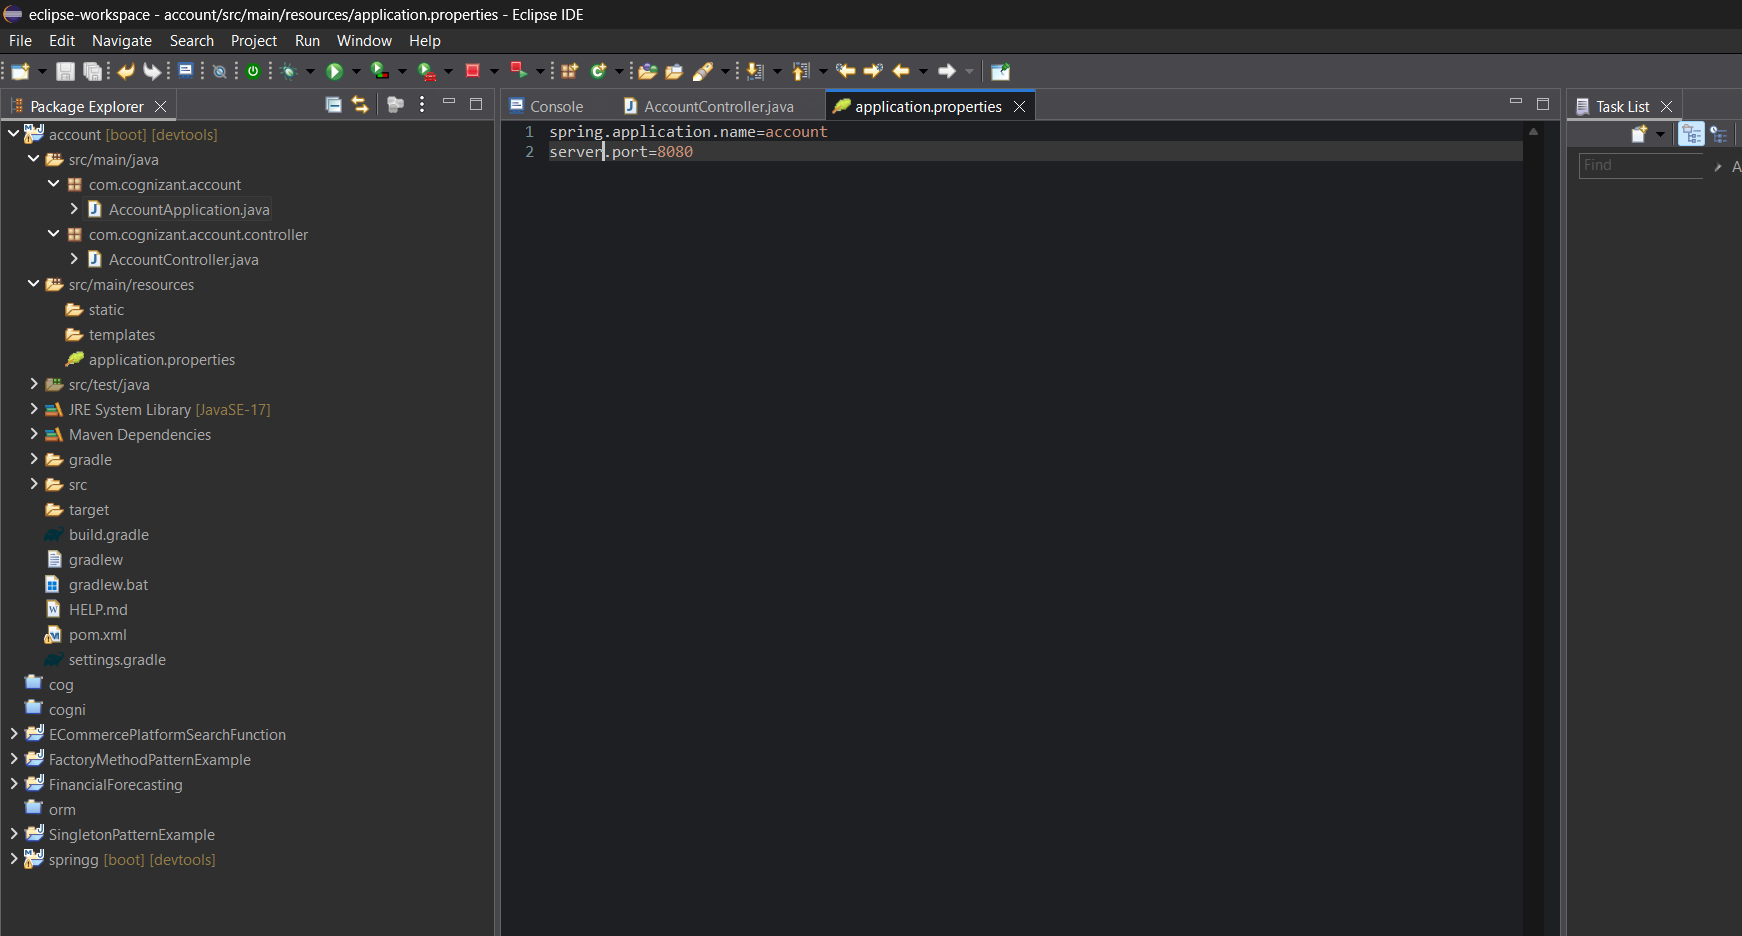 eclipse-workspace - account/src/main/resources/application.properties - Eclipse IDE
File Edit Navigate Search Project Run Window Help
Package Explorer
account [boot] [devtools]
src/main/java
com.cognizant.account
AccountApplication.java
com.cognizant.account.controller
AccountController.java
src/main/resources
static
templates
application.properties
src/test/java
JRE System Library [JavaSE-17]
Maven Dependencies
gradle
src
target
build.gradle
gradlew
gradlew.bat
HELP.md
pom.xml
settings.gradle
cog
cogni
ECommercePlatformSearchFunction
FactoryMethodPatternExample
FinancialForecasting
orm
SingletonPatternExample
springg [boot] [devtools]
Console AccountController.java application.properties
1 spring.application.name=account
2 server.port=8080
Task List
Find A